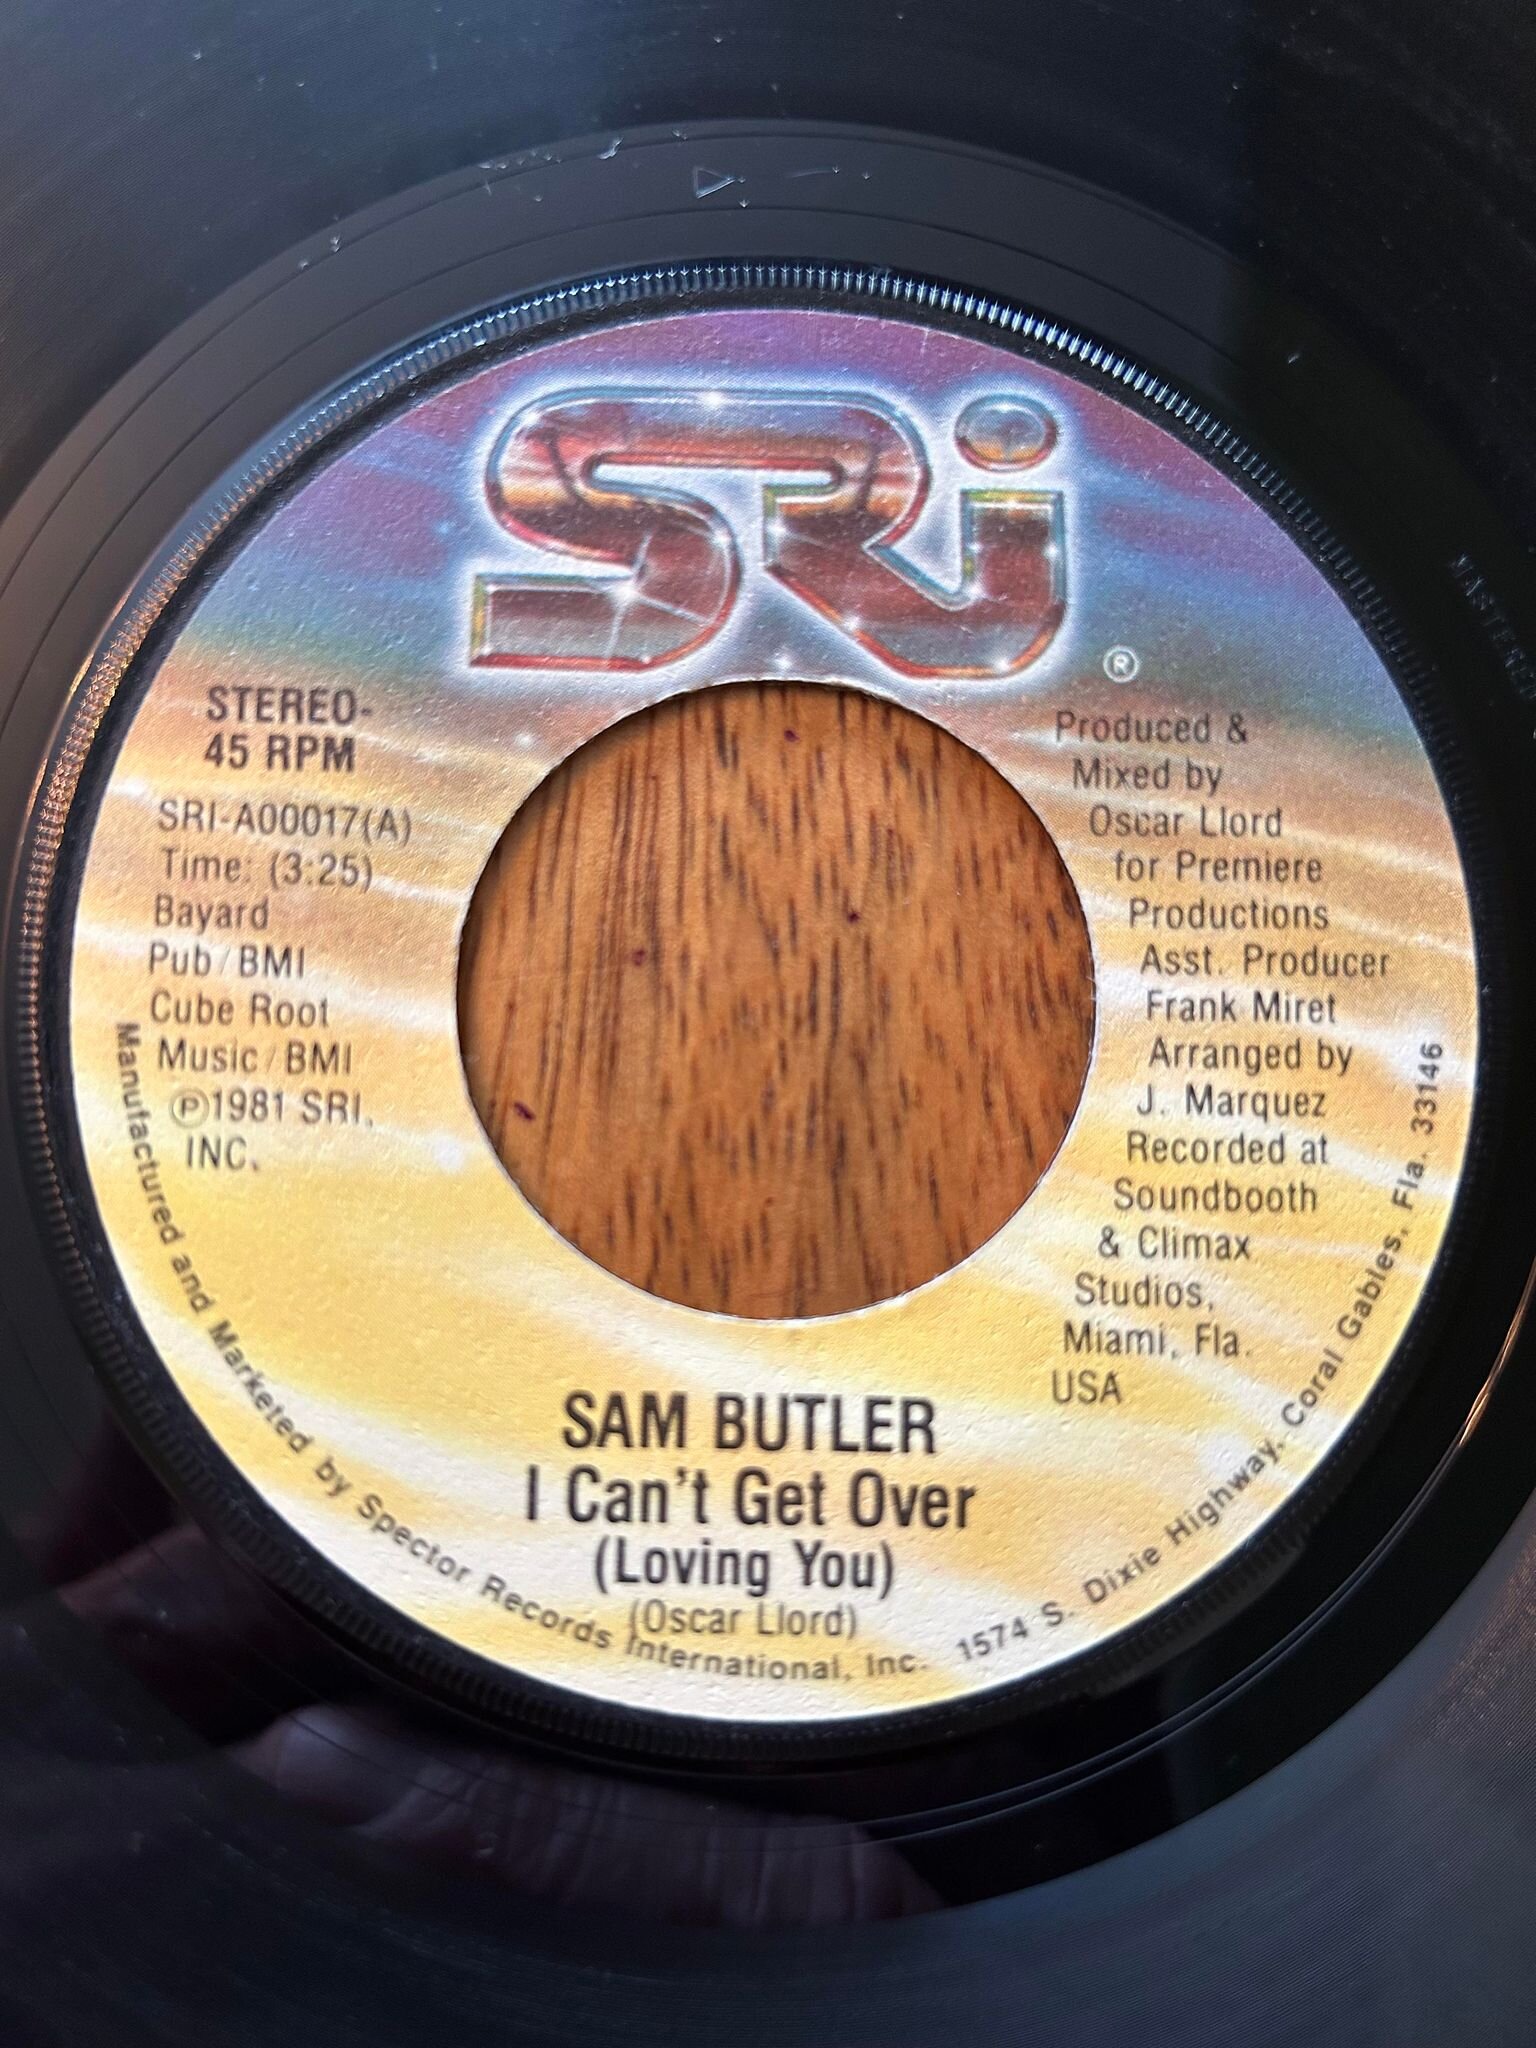 SRi
®
STEREO-
45 RPM
SRI-A00017(A)
Time: (3:25)
Bayard
Pub/BMI
Cube Root
Music/BMI
Ⓟ1981 SRI,
INC.
Produced &
Mixed by
Oscar Llord
for Premiere
Productions
Asst. Producer
Frank Miret
Arranged by
J. Marquez
Recorded at
Soundbooth
& Climax
Studios,
Miami, Fla.
USA
SAM BUTLER
I Can't Get Over
(Loving You)
(Oscar Llord)
Manufactured and Marketed by Spector Records International, Inc. 1574 S. Dixie Highway, Coral Gables, Fla. 33146